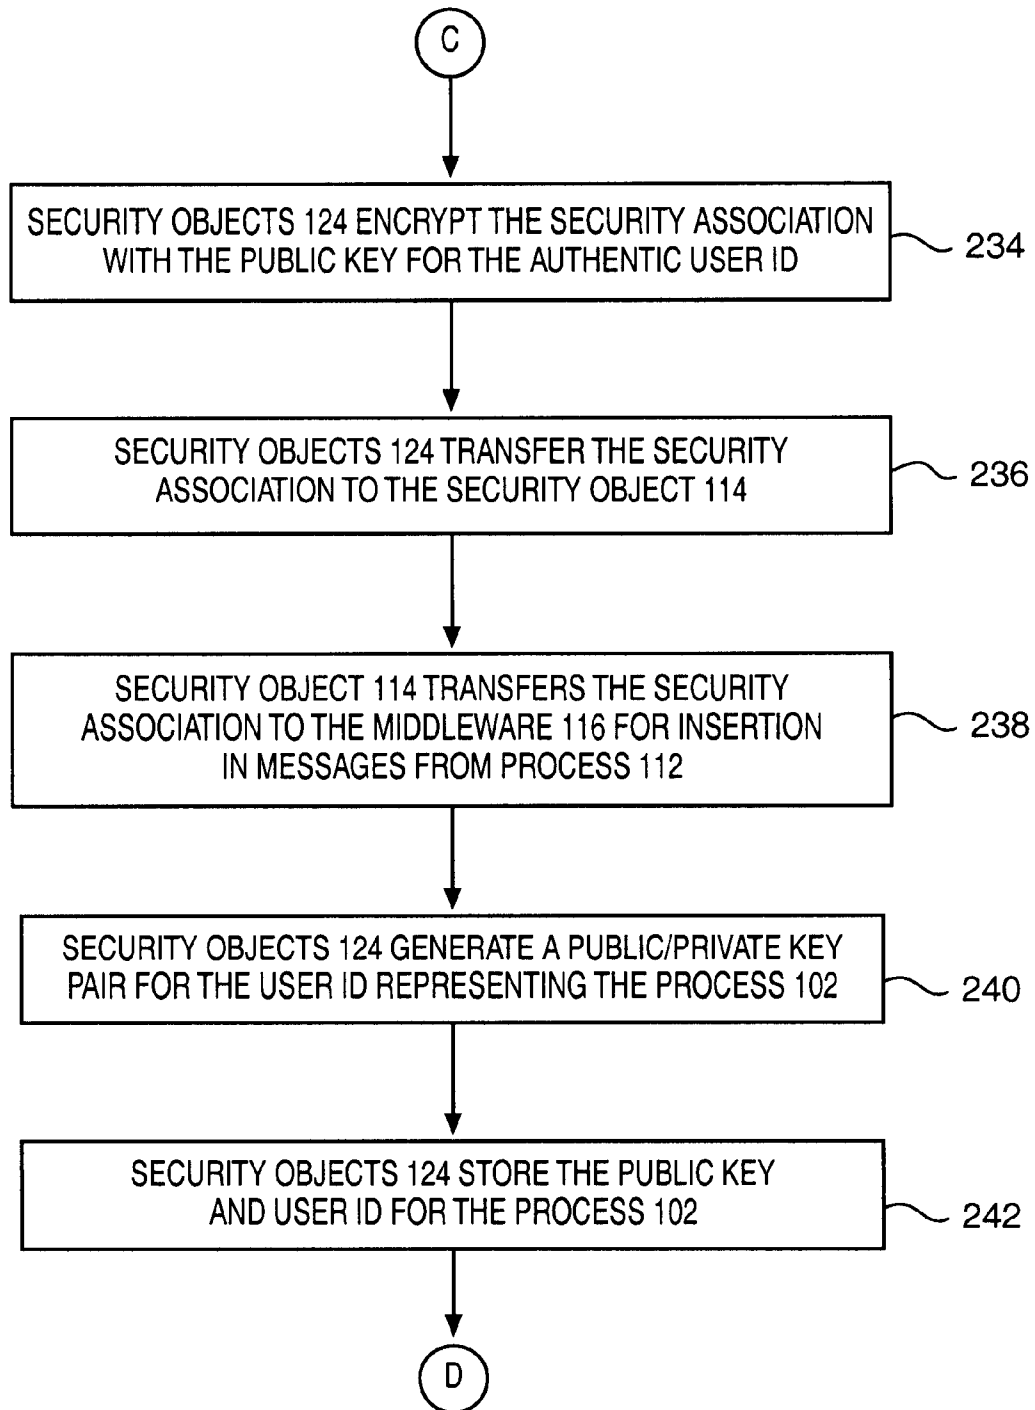 C
SECURITY OBJECTS 124 ENCRYPT THE SECURITY ASSOCIATION
WITH THE PUBLIC KEY FOR THE AUTHENTIC USER ID
234
SECURITY OBJECTS 124 TRANSFER THE SECURITY
ASSOCIATION TO THE SECURITY OBJECT 114
236
SECURITY OBJECT 114 TRANSFERS THE SECURITY
ASSOCIATION TO THE MIDDLEWARE 116 FOR INSERTION
IN MESSAGES FROM PROCESS 112
238
SECURITY OBJECTS 124 GENERATE A PUBLIC/PRIVATE KEY
PAIR FOR THE USER ID REPRESENTING THE PROCESS 102
240
SECURITY OBJECTS 124 STORE THE PUBLIC KEY
AND USER ID FOR THE PROCESS 102
242
D